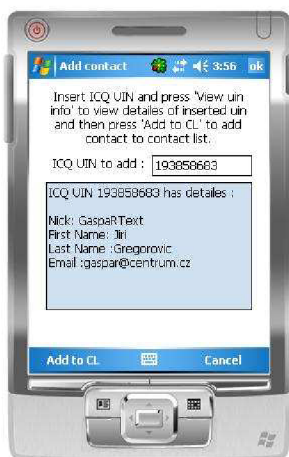 Add contact 3:56 ok
Insert ICQ UIN and press 'View uin
info' to view detailes of inserted uin
and then press 'Add to CL' to add
contact to contact list.
ICQ UIN to add : 193858683
ICQ UIN 193858683 has detailes :
Nick: GaspaRText
First Name: Jiri
Last Name :Gregorovic
Email :gaspar@centrum.cz
Add to CL Cancel